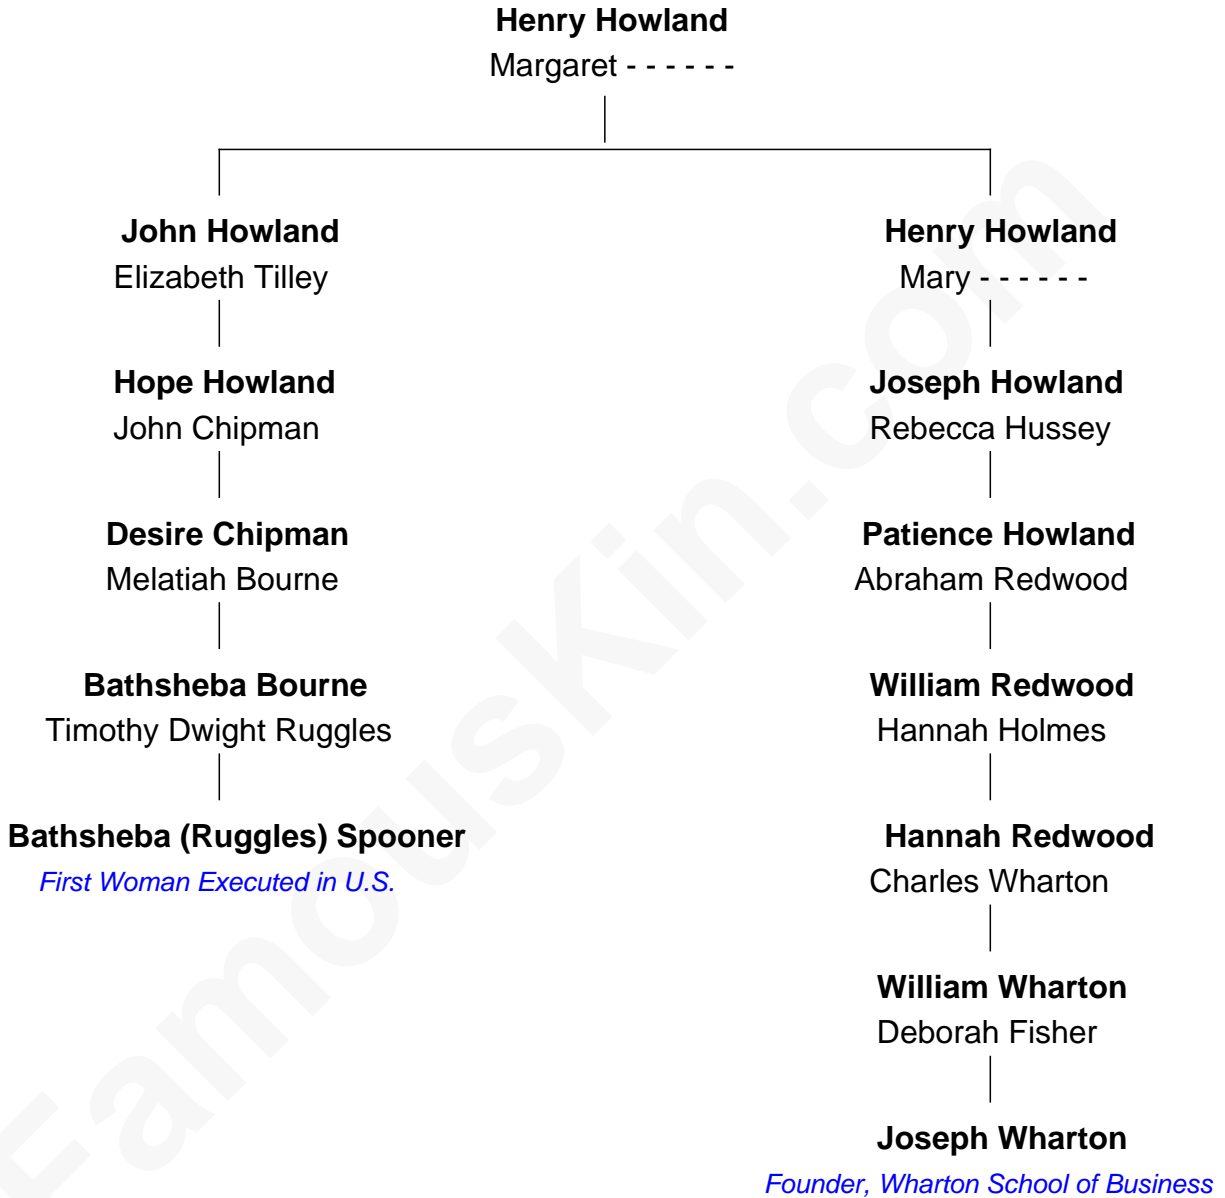 Henry Howland
Margaret - - - - - -
John Howland
Elizabeth Tilley
Henry Howland
Mary - - - - - -
Hope Howland
John Chipman
Joseph Howland
Rebecca Hussey
Desire Chipman
Melatiah Bourne
Patience Howland
Abraham Redwood
Bathsheba Bourne
Timothy Dwight Ruggles
William Redwood
Hannah Holmes
Bathsheba (Ruggles) Spooner
First Woman Executed in U.S.
Hannah Redwood
Charles Wharton
William Wharton
Deborah Fisher
Joseph Wharton
Founder, Wharton School of Business
FamousKin.com